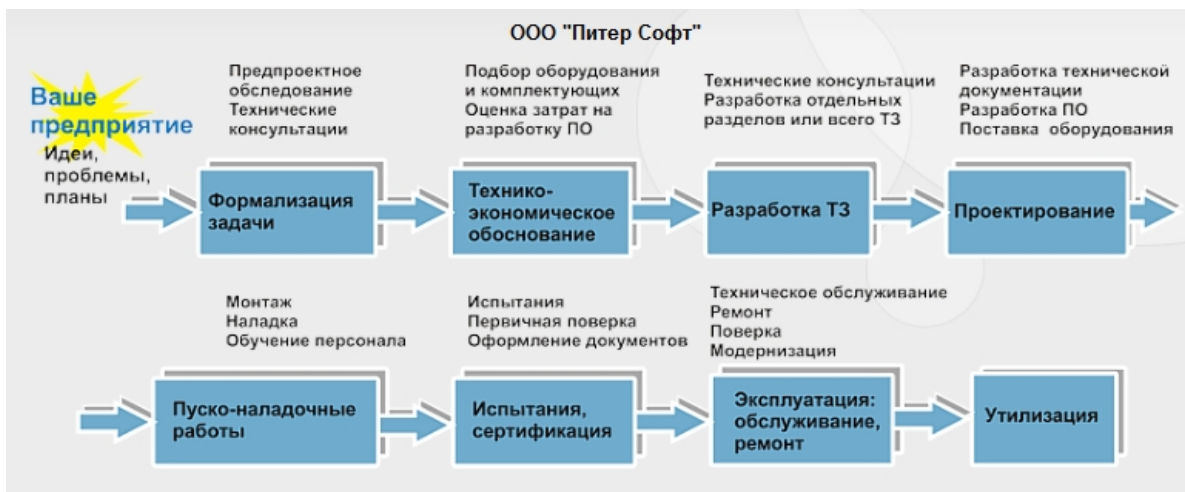 ООО "Питер Софт"
Ваше
предприятие
Идеи,
проблемы,
планы
Предпроектное
обследование
Технические
консультации
Формализация
задачи
Подбор оборудования
и комплектующих
Оценка затрат на
разработку ПО
Технико-
экономическое
обоснование
Технические консультации
Разработка отдельных
разделов или всего ТЗ
Разработка ТЗ
Разработка технической
документации
Разработка ПО
Поставка оборудования
Проектирование
Монтаж
Наладка
Обучение персонала
Пуско-наладочные
работы
Испытания
Первичная поверка
Оформление документов
Испытания,
сертификация
Техническое обслуживание
Ремонт
Поверка
Модернизация
Эксплуатация:
обслуживание,
ремонт
Утилизация